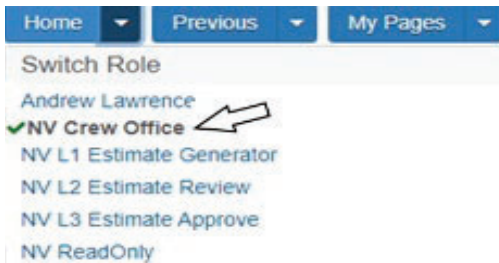 Home Previous My Pages
Switch Role
Andrew Lawrence
NV Crew Office
NV L1 Estimate Generator
NV L2 Estimate Review
NV L3 Estimate Approve
NV ReadOnly